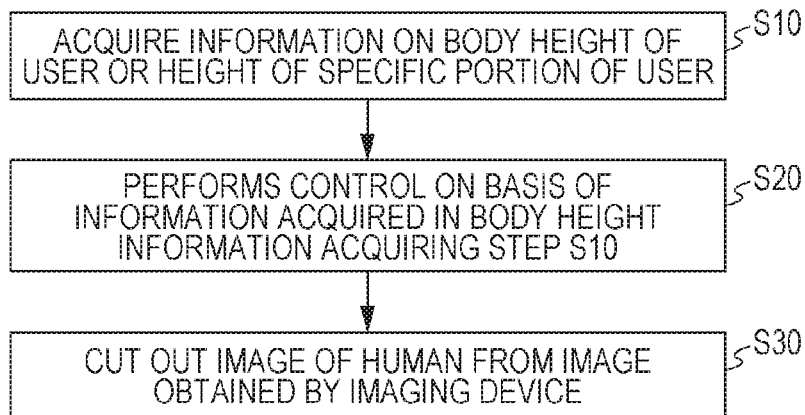 ACQUIRE INFORMATION ON BODY HEIGHT OF
USER OR HEIGHT OF SPECIFIC PORTION OF USER
S10
PERFORMS CONTROL ON BASIS OF
INFORMATION ACQUIRED IN BODY HEIGHT
INFORMATION ACQUIRING STEP S10
S20
CUT OUT IMAGE OF HUMAN FROM IMAGE
OBTAINED BY IMAGING DEVICE
S30